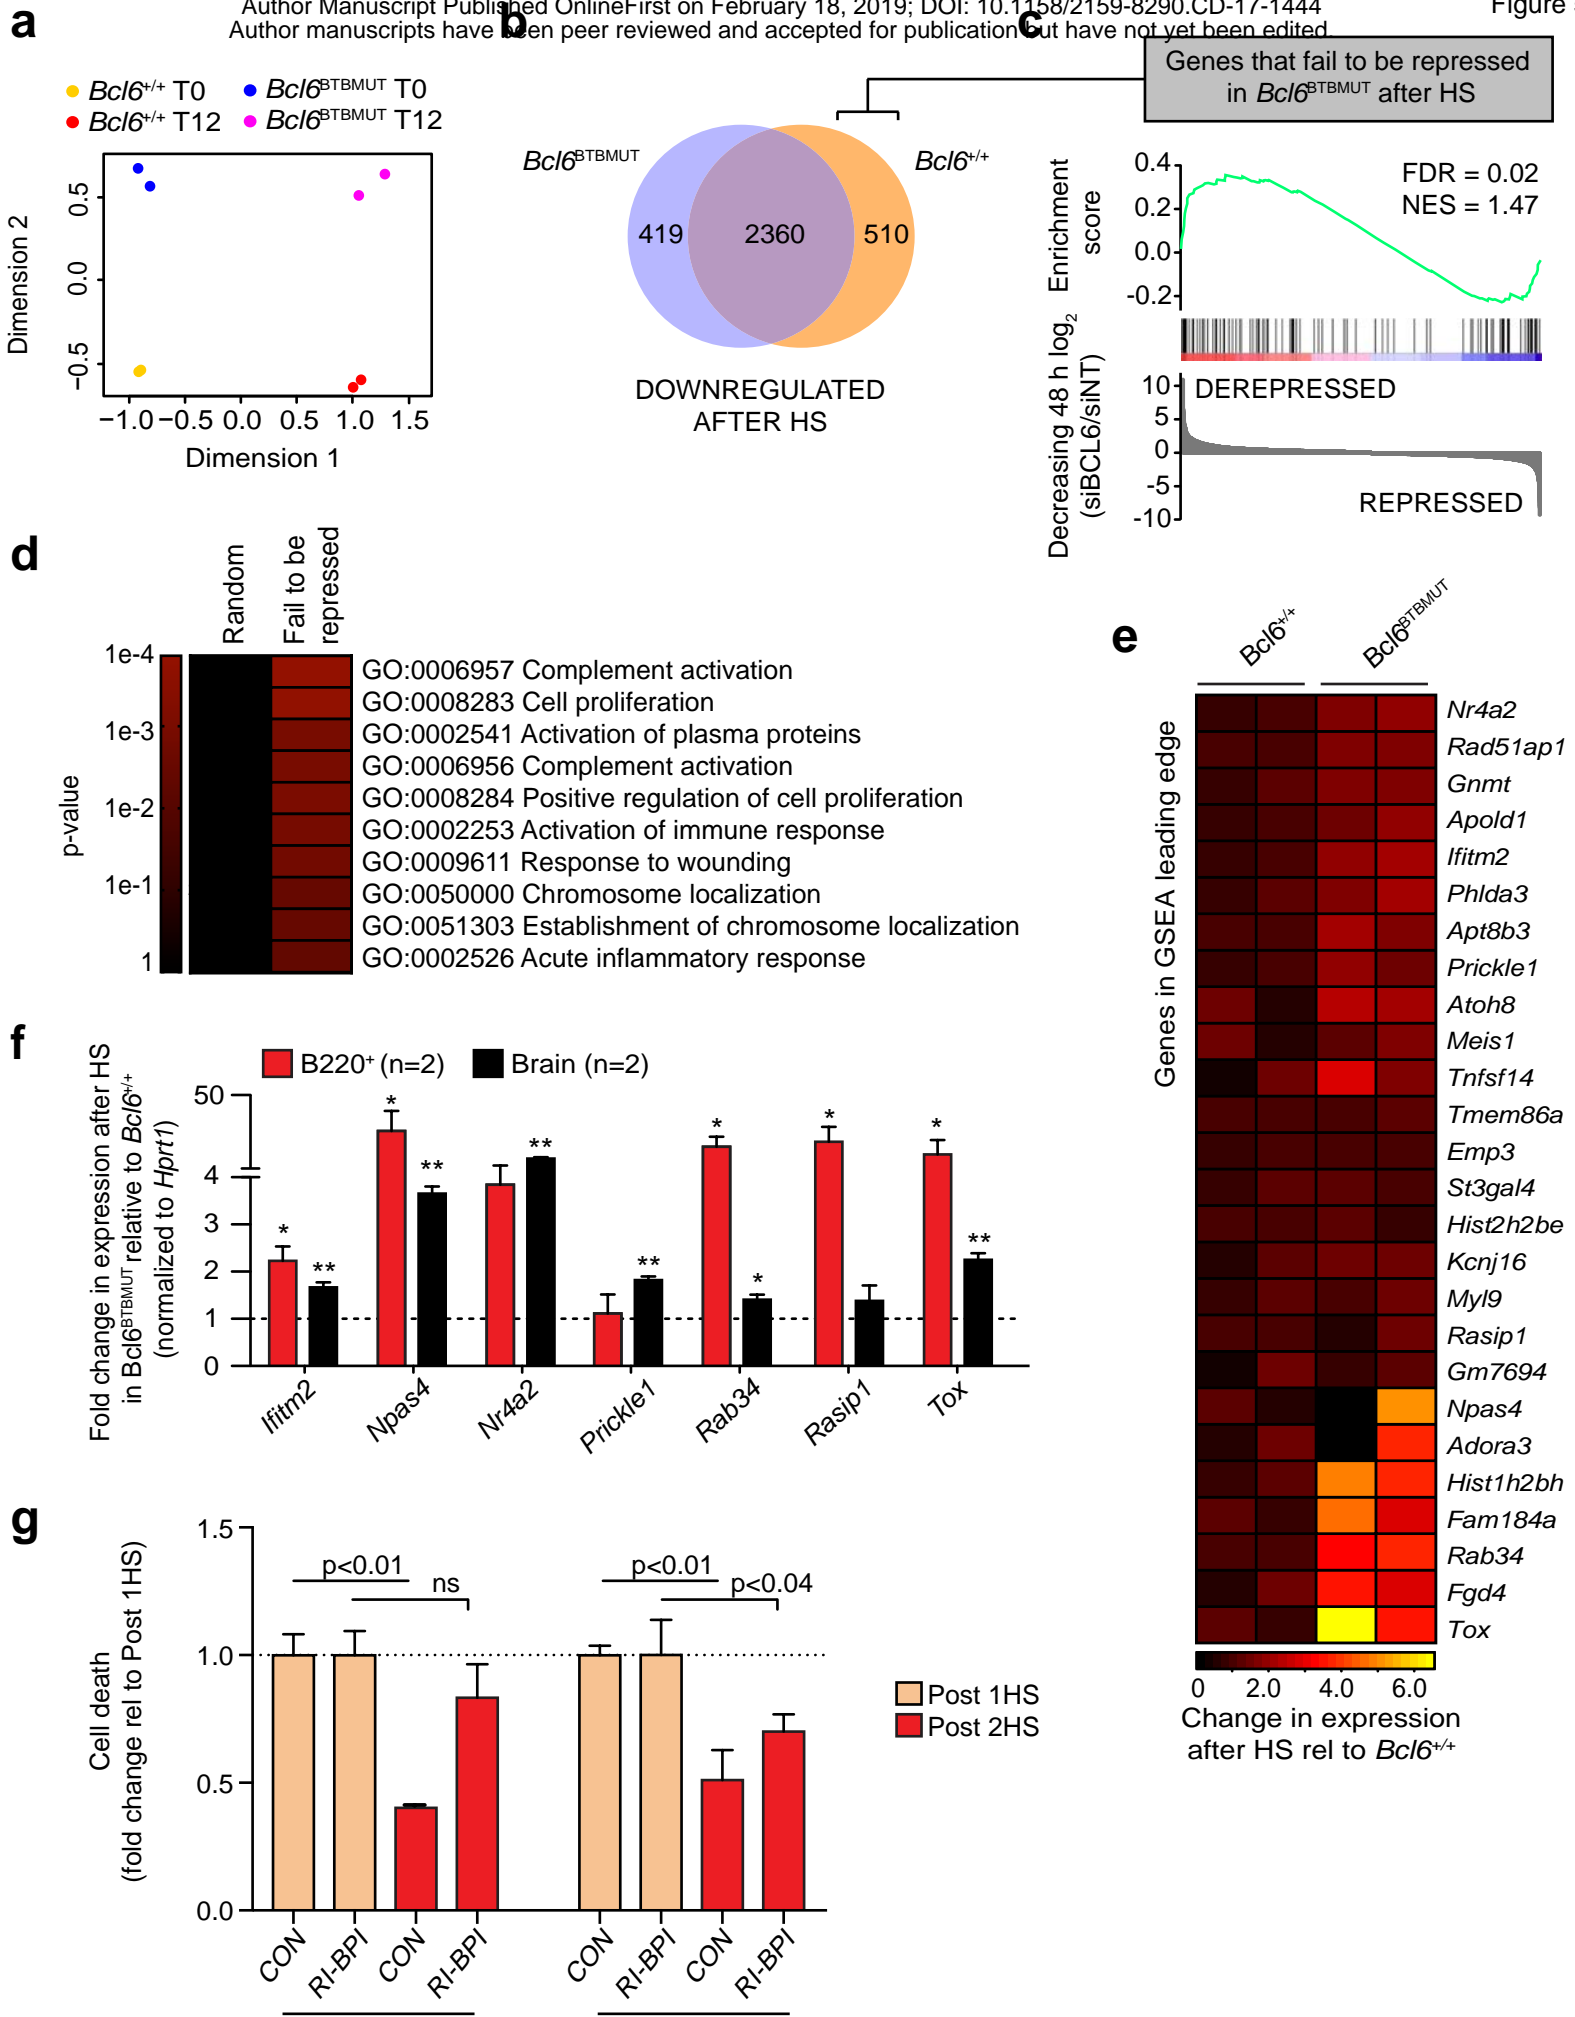 Author Manuscript Published OnlineFirst on February 18, 2019; DOI: 10.1158/2159-8290.CD-17-1444
Author manuscripts have been peer reviewed and accepted for publication but have not yet been edited.
Figure
a
Bcl6+/+ T0
Bcl6BTBMUT T0
Bcl6+/+ T12
Bcl6BTBMUT T12
Dimension 2
0.5
0.0
−0.5
−1.0 −0.5 0.0 0.5 1.0 1.5
Dimension 1
b
Bcl6BTBMUT
Bcl6+/+
419
2360
510
DOWNREGULATED
AFTER HS
c
Genes that fail to be repressed
in Bcl6BTBMUT after HS
Enrichment
score
0.4
0.2
0.0
-0.2
FDR = 0.02
NES = 1.47
Decreasing 48 h log2
(siBCL6/siNT)
10
5
0
-5
-10
DEREPRESSED
REPRESSED
d
Random
Fail to be
repressed
p-value
1e-4
1e-3
1e-2
1e-1
1
GO:0006957 Complement activation
GO:0008283 Cell proliferation
GO:0002541 Activation of plasma proteins
GO:0006956 Complement activation
GO:0008284 Positive regulation of cell proliferation
GO:0002253 Activation of immune response
GO:0009611 Response to wounding
GO:0050000 Chromosome localization
GO:0051303 Establishment of chromosome localization
GO:0002526 Acute inflammatory response
e
Bcl6+/+
Bcl6BTBMUT
Genes in GSEA leading edge
Nr4a2
Rad51ap1
Gnmt
Apold1
Ifitm2
Phlda3
Apt8b3
Prickle1
Atoh8
Meis1
Tnfsf14
Tmem86a
Emp3
St3gal4
Hist2h2be
Kcnj16
Myl9
Rasip1
Gm7694
Npas4
Adora3
Hist1h2bh
Fam184a
Rab34
Fgd4
Tox
0 2.0 4.0 6.0
Change in expression
after HS rel to Bcl6+/+
f
B220+ (n=2)
Brain (n=2)
Fold change in expression after HS
in Bcl6BTBMUT relative to Bcl6+/+
(normalized to Hprt1)
50
4
3
2
1
0
* ** * ** ** ** * * * * **
Ifitm2
Npas4
Nr4a2
Prickle1
Rab34
Rasip1
Tox
g
Cell death
(fold change rel to Post 1HS)
1.5
1.0
0.5
0.0
p<0.01
ns
p<0.01
p<0.04
Post 1HS
Post 2HS
CON
RI-BPI
CON
RI-BPI
CON
RI-BPI
CON
RI-BPI